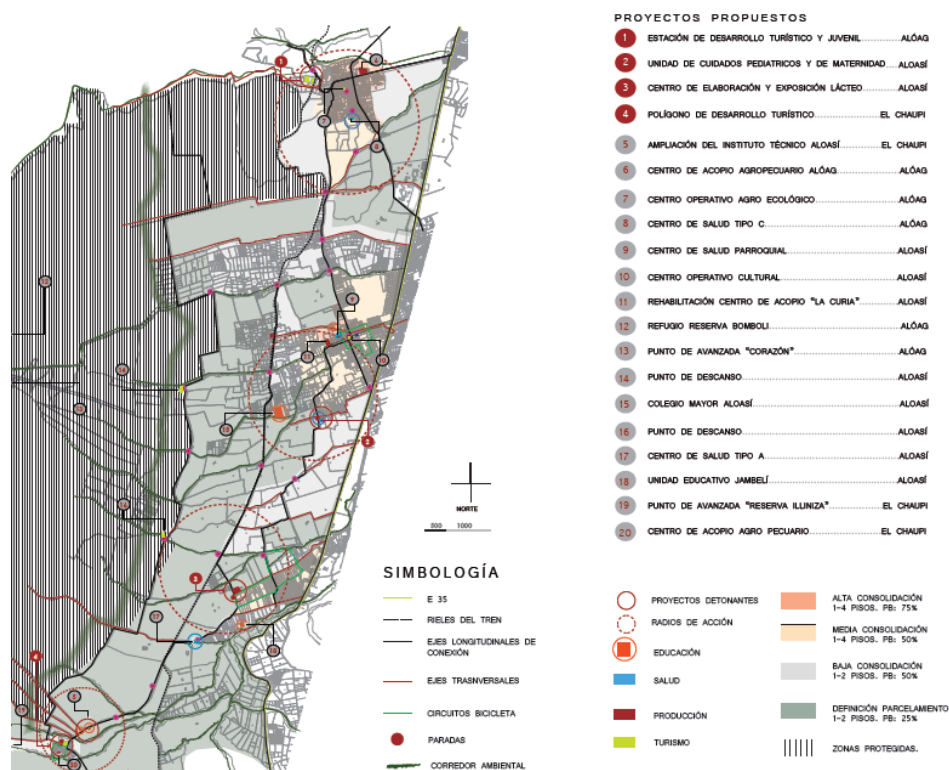 PROYECTOS PROPUESTOS
1 ESTACIÓN DE DESARROLLO TURÍSTICO Y JUVENIL ALÓAG
2 UNIDAD DE CUIDADOS PEDIATRICOS Y DE MATERNIDAD ALOASÍ
3 CENTRO DE ELABORACIÓN Y EXPOSICIÓN LÁCTEO ALOASÍ
4 POLÍGONO DE DESARROLLO TURÍSTICO EL CHAUPI
5 AMPLIACIÓN DEL INSTITUTO TÉCNICO ALOASÍ EL CHAUPI
6 CENTRO DE ACOPIO AGROPECUARIO ALÓAG ALÓAG
7 CENTRO OPERATIVO AGRO ECOLÓGICO ALÓAG
8 CENTRO DE SALUD TIPO C ALÓAG
9 CENTRO DE SALUD PARROQUIAL ALOASÍ
10 CENTRO OPERATIVO CULTURAL ALOASÍ
11 REHABILITACIÓN CENTRO DE ACOPIO "LA CURIA" ALOASÍ
12 REFUGIO RESERVA BOMBOLI ALÓAG
13 PUNTO DE AVANZADA "CORAZÓN" ALÓAG
14 PUNTO DE DESCANSO ALOASÍ
15 COLEGIO MAYOR ALOASÍ ALOASÍ
16 PUNTO DE DESCANSO ALOASÍ
17 CENTRO DE SALUD TIPO A ALOASÍ
18 UNIDAD EDUCATIVO JAMBELÍ ALOASÍ
19 PUNTO DE AVANZADA "RESERVA ILLINIZA" EL CHAUPI
20 CENTRO DE ACOPIO AGRO PECUARIO EL CHAUPI
NORTE
500 1000
SIMBOLOGÍA
E 35
RIELES DEL TREN
EJES LONGITUDINALES DE
CONEXIÓN
EJES TRASNVERSALES
CIRCUITOS BICICLETA
PARADAS
CORREDOR AMBIENTAL
PROYECTOS DETONANTES
RADIOS DE ACCIÓN
EDUCACIÓN
SALUD
PRODUCCIÓN
TURISMO
ALTA CONSOLIDACIÓN
1-4 PISOS. PB: 75%
MEDIA CONSOLIDACIÓN
1-4 PISOS. PB: 50%
BAJA CONSOLIDACIÓN
1-2 PISOS. PB: 50%
DEFINICIÓN PARCELAMIENTO
1-2 PISOS. PB: 25%
ZONAS PROTEGIDAS.